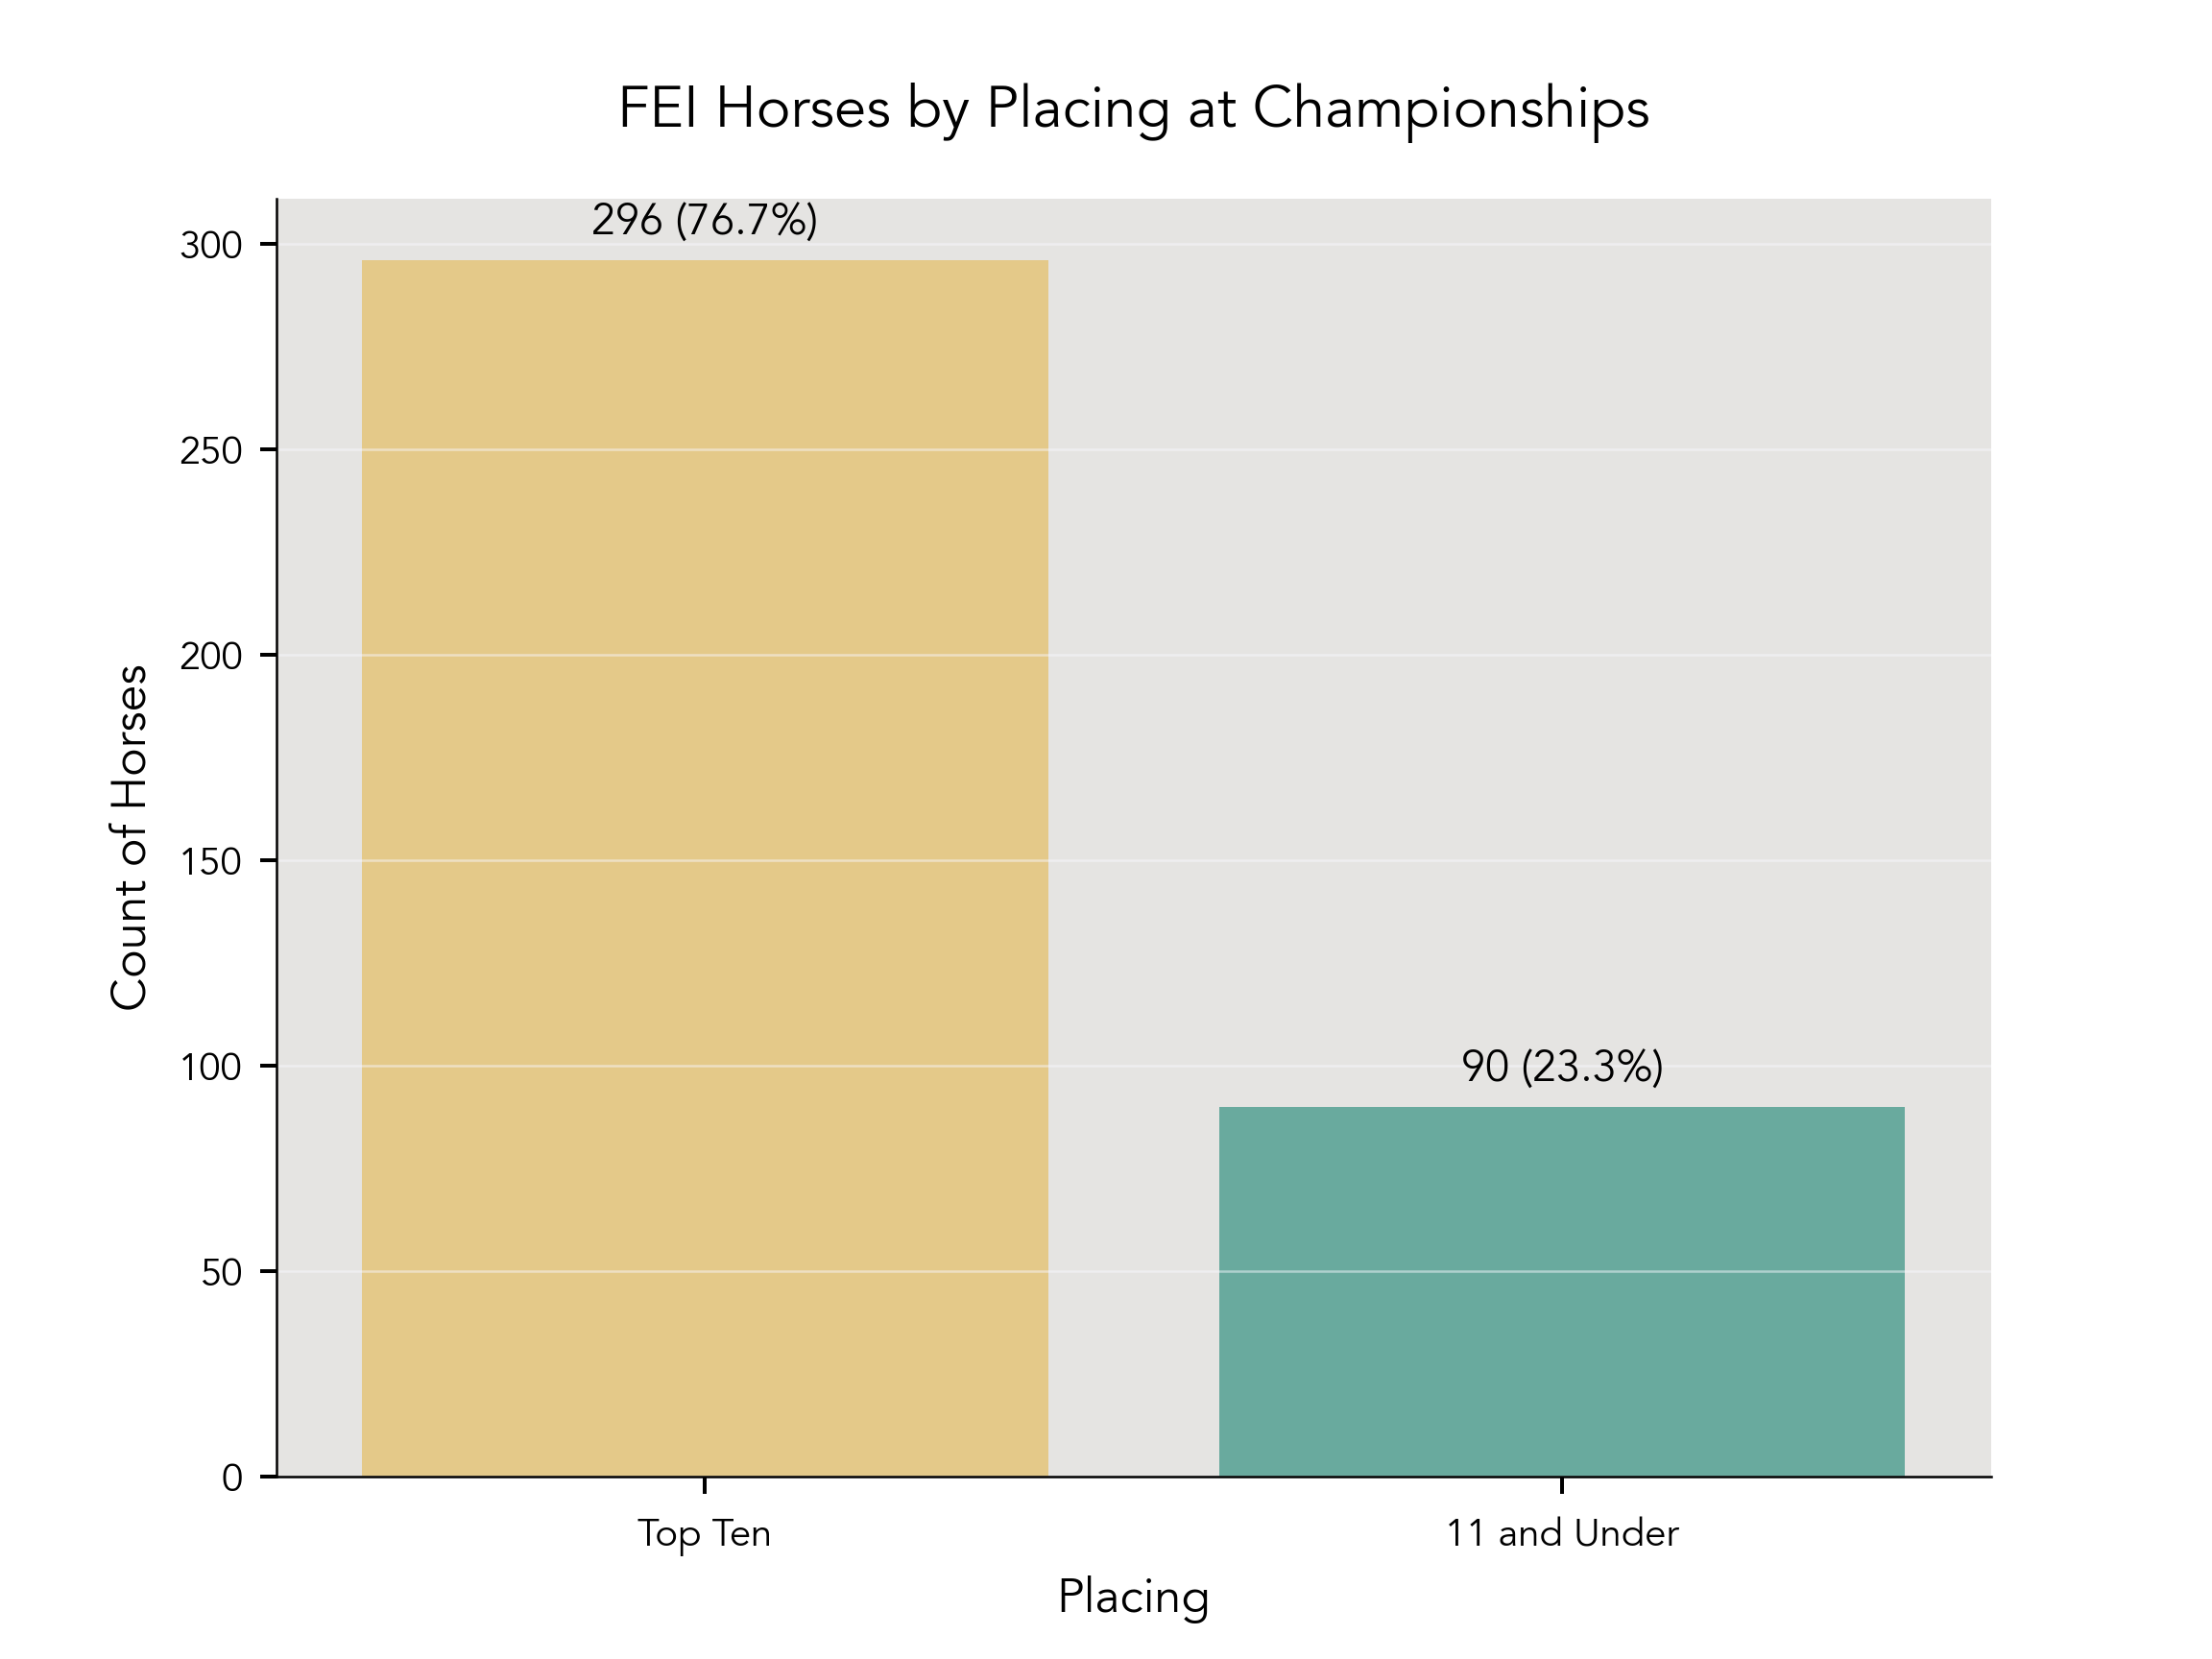 FEI Horses by Placing at Championships
296 (76.7%)
300
250
200
150
100
50
0
Count of Horses
90 (23.3%)
Top Ten
11 and Under
Placing